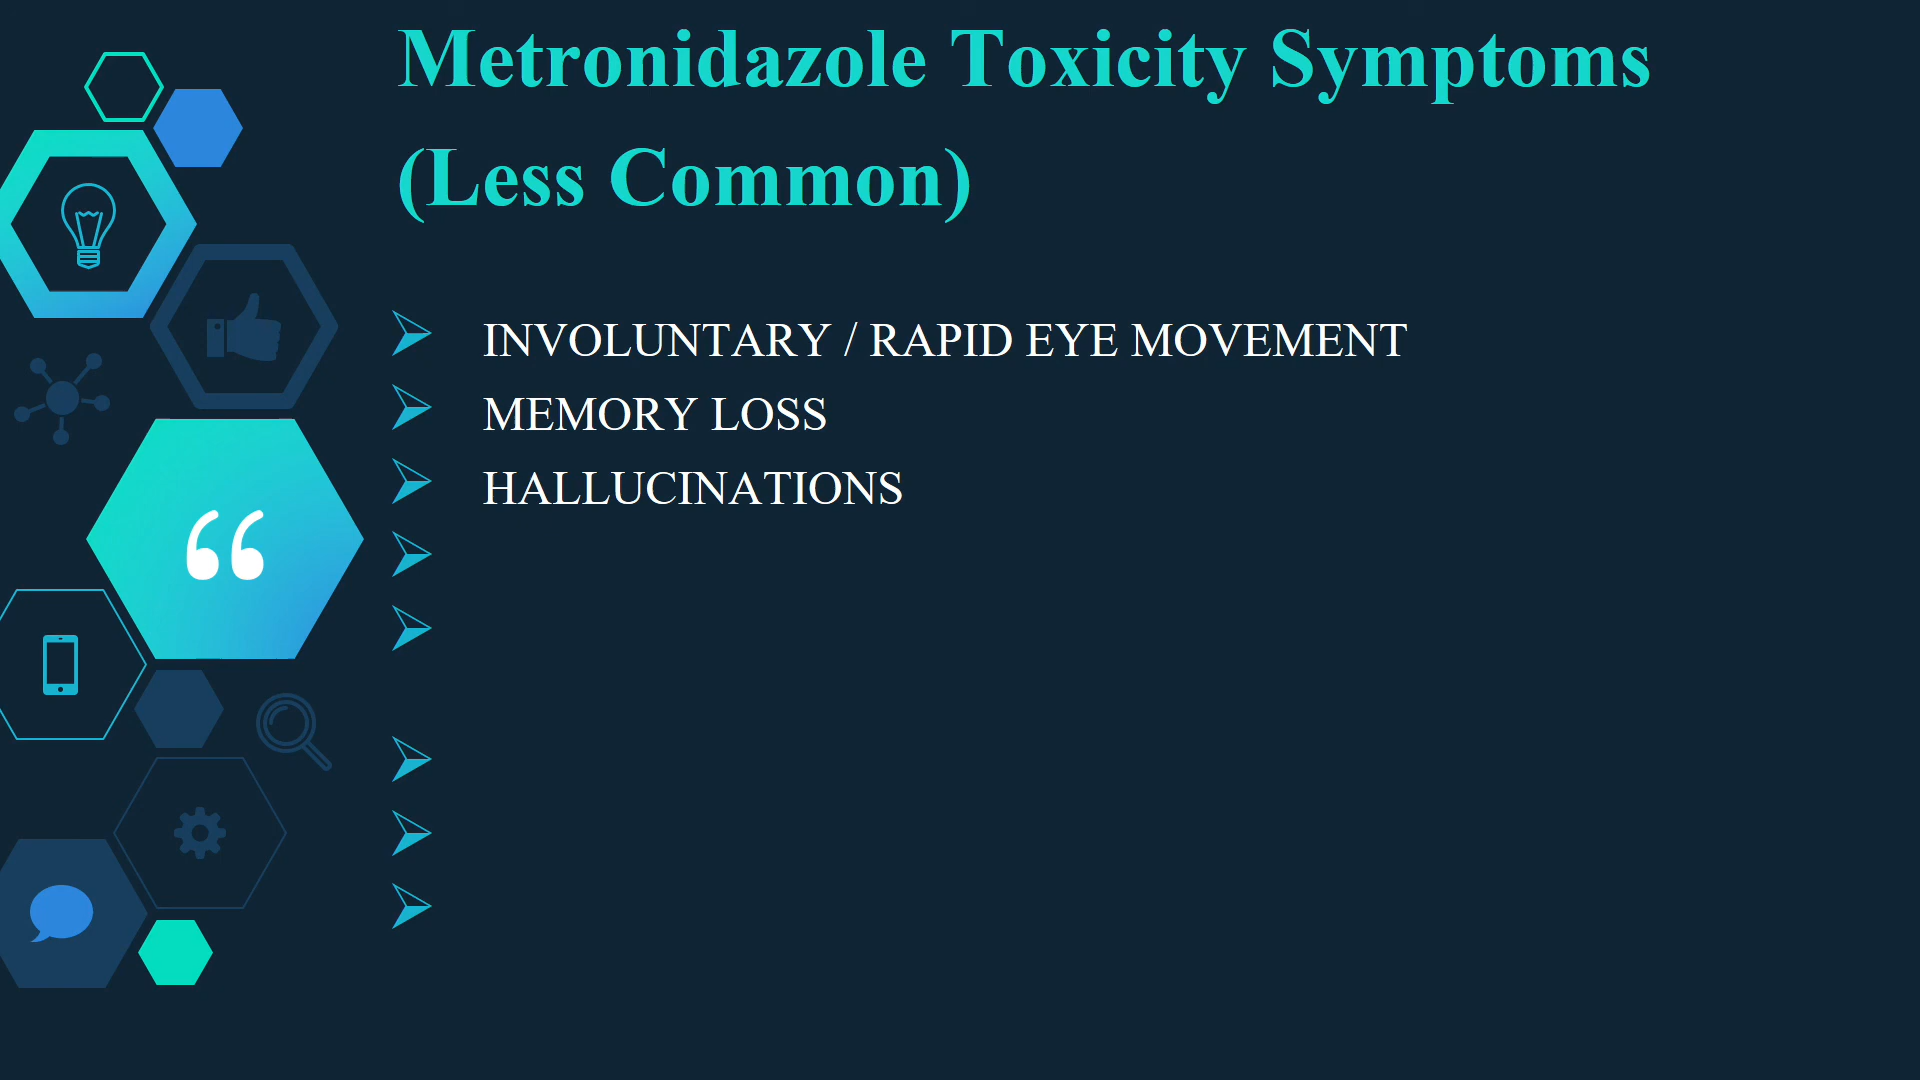 Metronidazole Toxicity Symptoms
(Less Common)
INVOLUNTARY / RAPID EYE MOVEMENT
MEMORY LOSS
HALLUCINATIONS